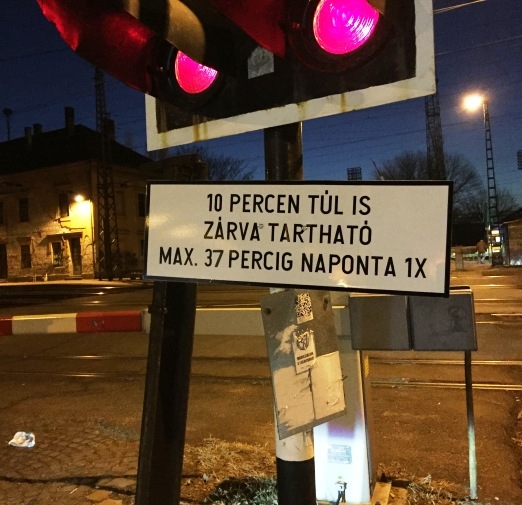 10 PERCEN TÚL IS
ZÁRVA TARTHATÓ
MAX. 37 PERCIG NAPONTA 1X